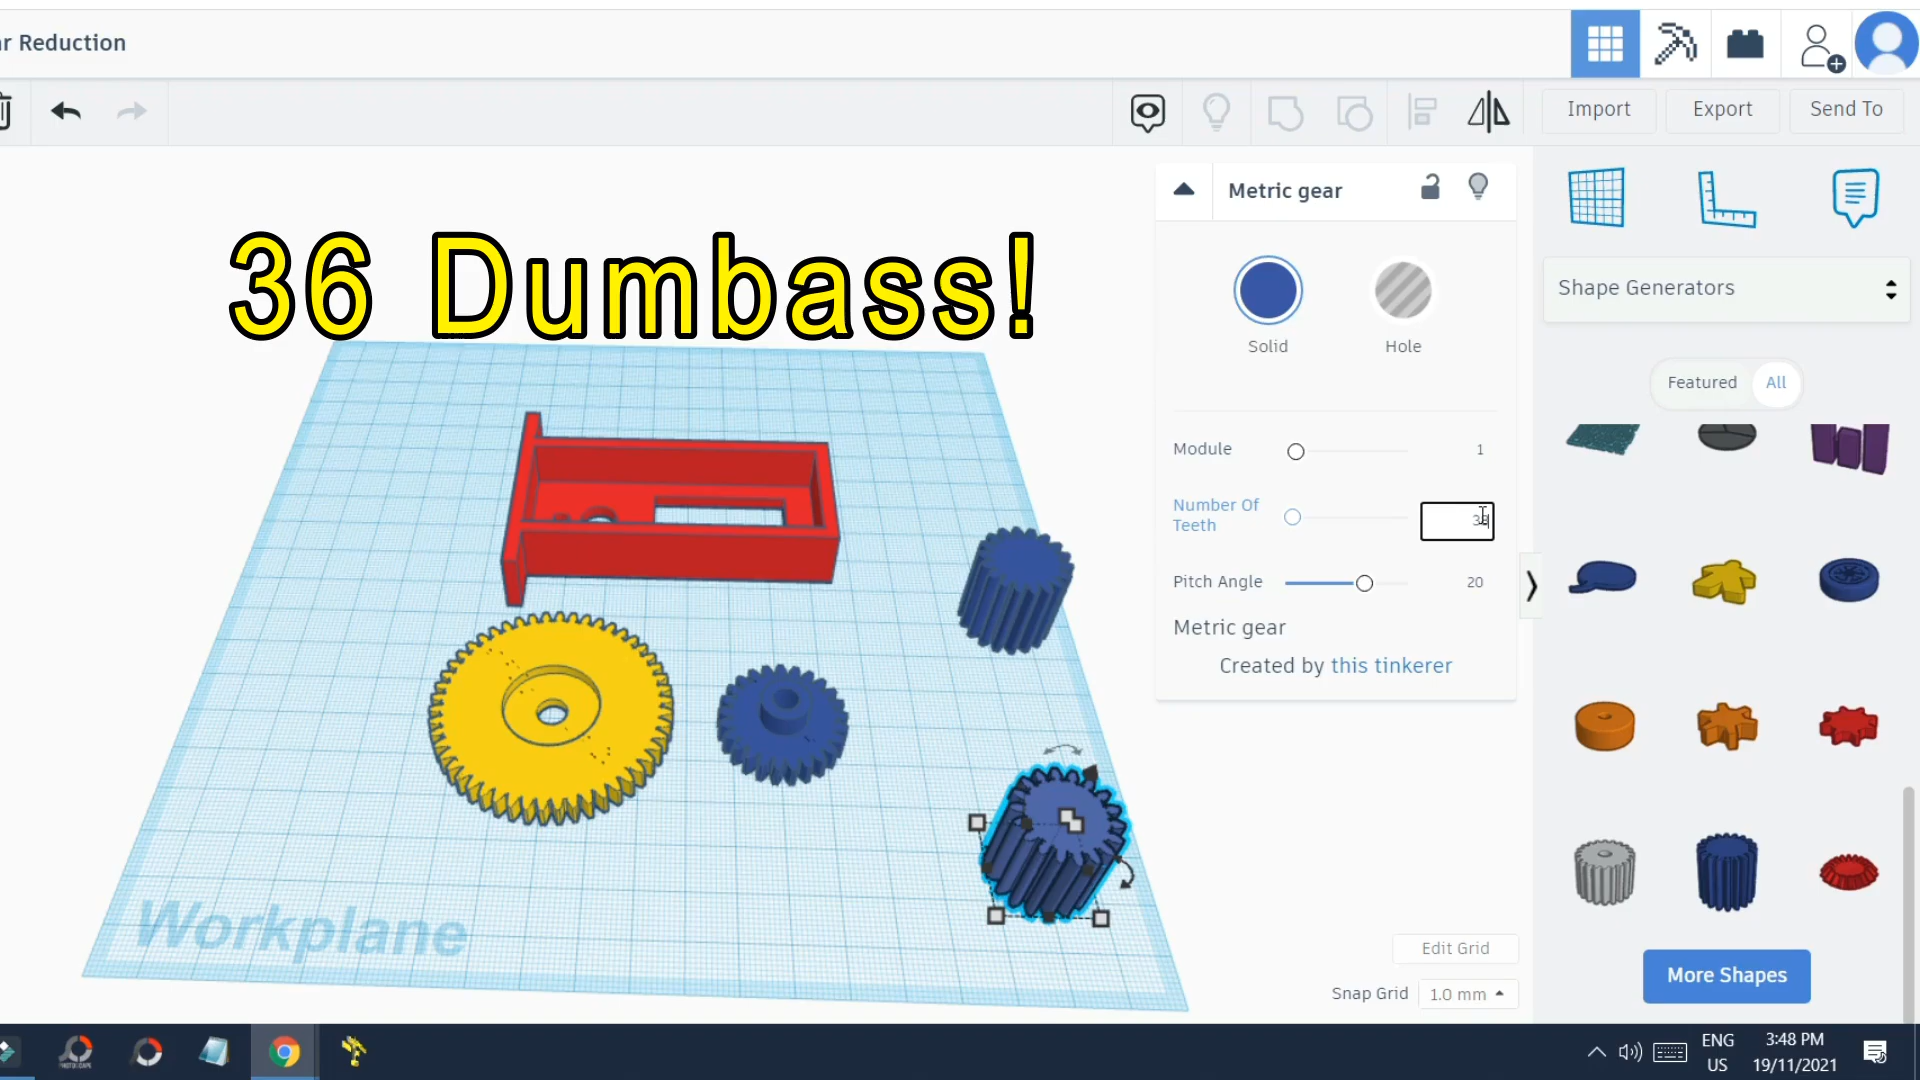 r Reduction
Import
Export
Send To
Metric gear
36 Dumbass!
Solid
Hole
Shape Generators
Featured
All
Module
1
Number Of
Teeth
Pitch Angle
20
Metric gear
Created by this tinkerer
Workplane
Edit Grid
Snap Grid
1.0 mm
More Shapes
ENG
US
3:48 PM
19/11/2021